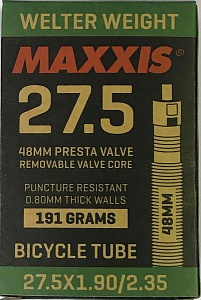 WELTER WEIGHT
MAXXIS®
27.5
48MM PRESTA VALVE
REMOVABLE VALVE CORE
PUNCTURE RESISTANT
0.80MM THICK WALLS
191 GRAMS
48MM
BICYCLE TUBE
27.5X1.90/2.35